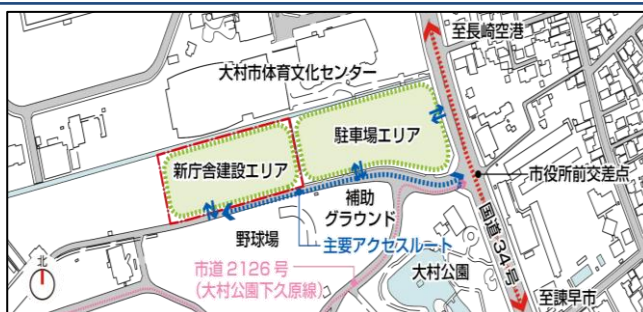 至長崎空港
大村市体育文化センター
駐車場エリア
新庁舎建設エリア
市役所前交差点
補助
グラウンド
国道34号
野球場
主要アクセスルート
市道2126号
(大村公園下久原線)
大村公園
北
至諫早市